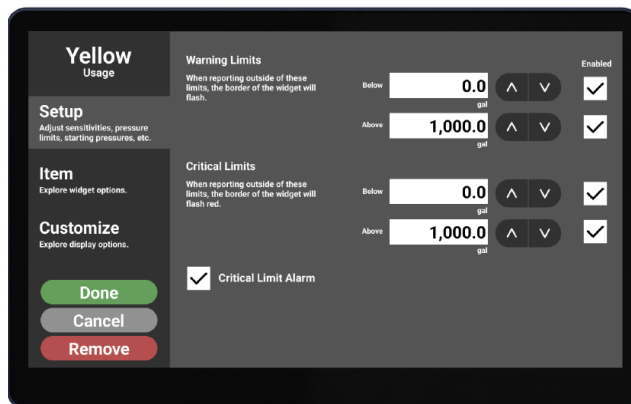 Yellow
Usage
Setup
Adjust sensitivities, pressure
limits, starting pressures, etc.
Item
Explore widget options.
Customize
Explore display options.
Done
Cancel
Remove
Warning Limits
When reporting outside of these
limits, the border of the widget will
flash.
Enabled
Below
0.0
gal
Above
1,000.0
gal
Critical Limits
When reporting outside of these
limits, the border of the widget will
flash red.
Below
0.0
gal
Above
1,000.0
gal
Critical Limit Alarm